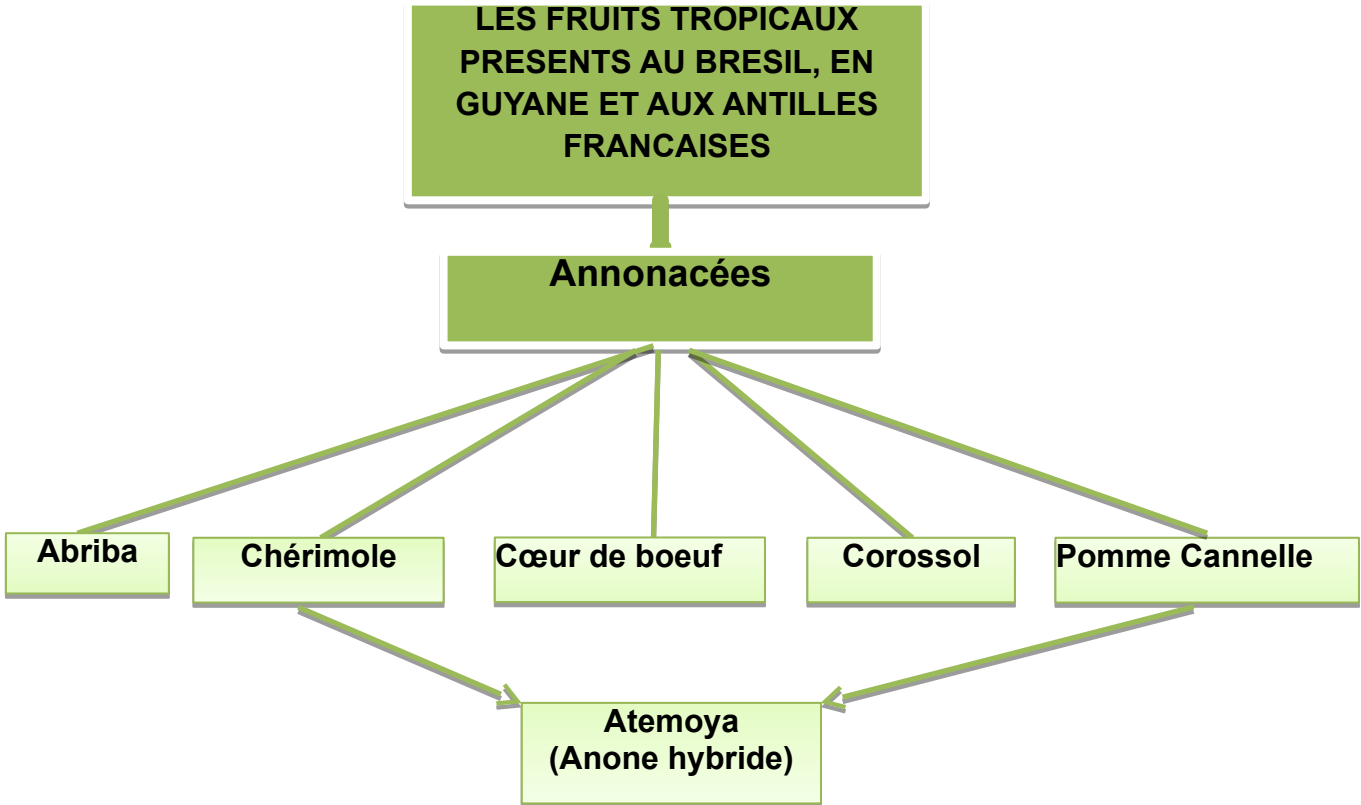 LES FRUITS TROPICAUX
PRESENTS AU BRESIL, EN
GUYANE ET AUX ANTILLES
FRANCAISES
Annonacées
Abriba
Chérimole
Cœur de boeuf
Corossol
Pomme Cannelle
Atemoya
(Anone hybride)